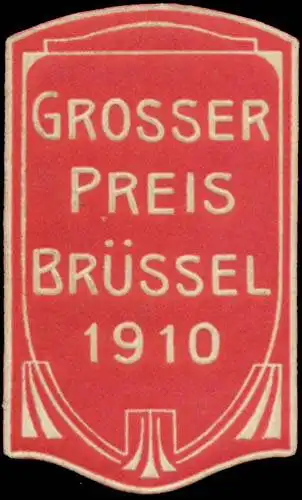 GROSSER
PREIS
BRÜSSEL
1910